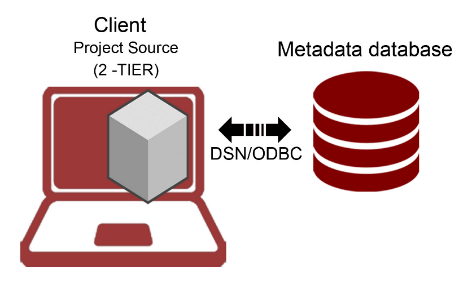 Client
Project Source
(2 -TIER)
Metadata database
DSN/ODBC